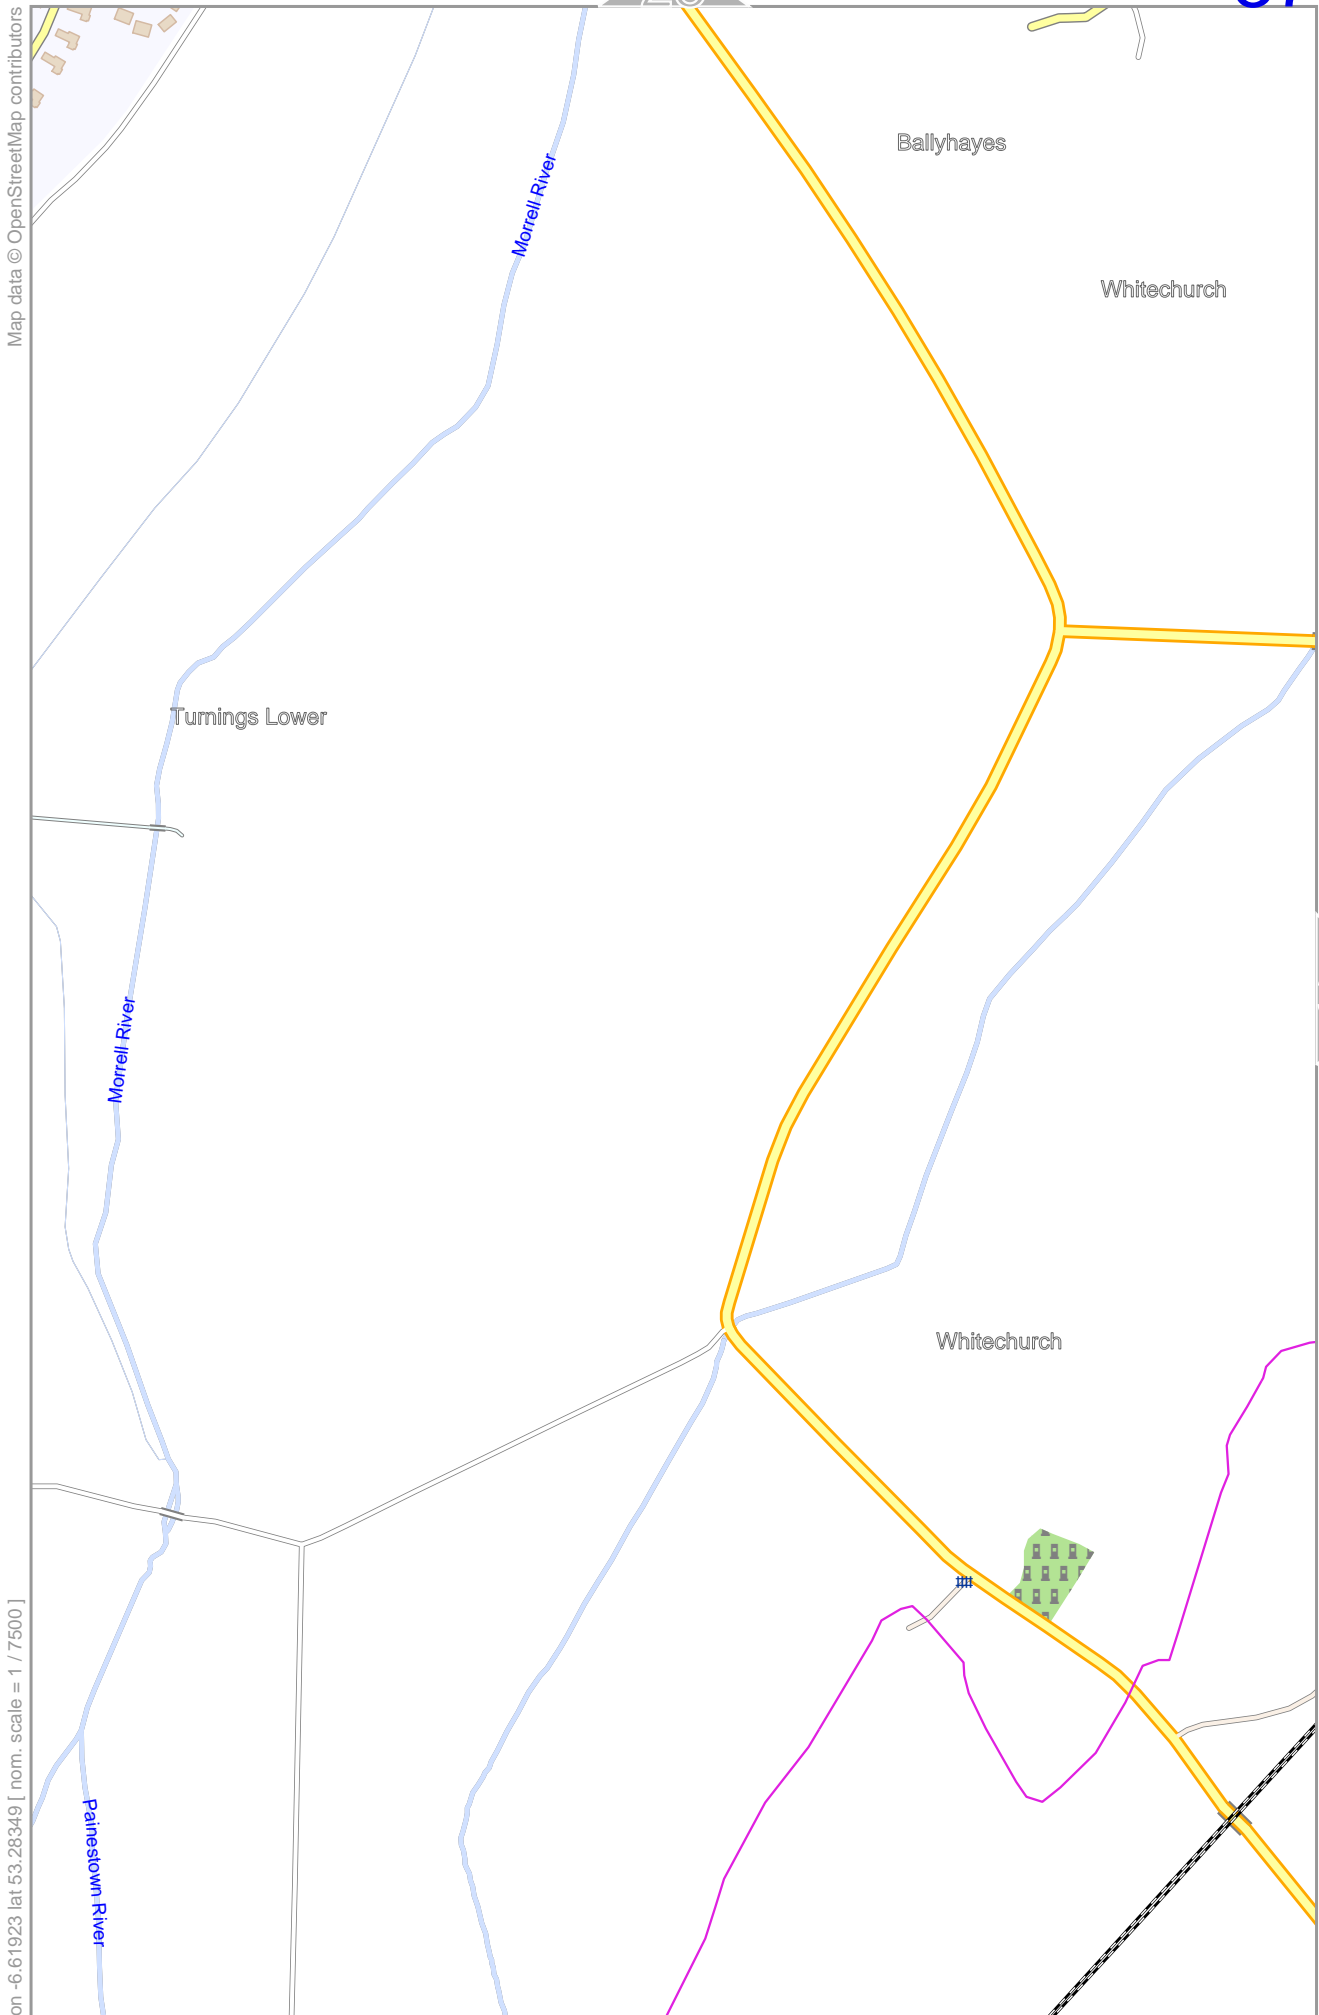 Map data © OpenStreetMap contributors
Ballyhayes
Morrell River
Whitechurch
Turnings Lower
Morrell River
Whitechurch
Painestown River
on -6.61923 lat 53.28349 [ nom. scale = 1 / 7500 ]